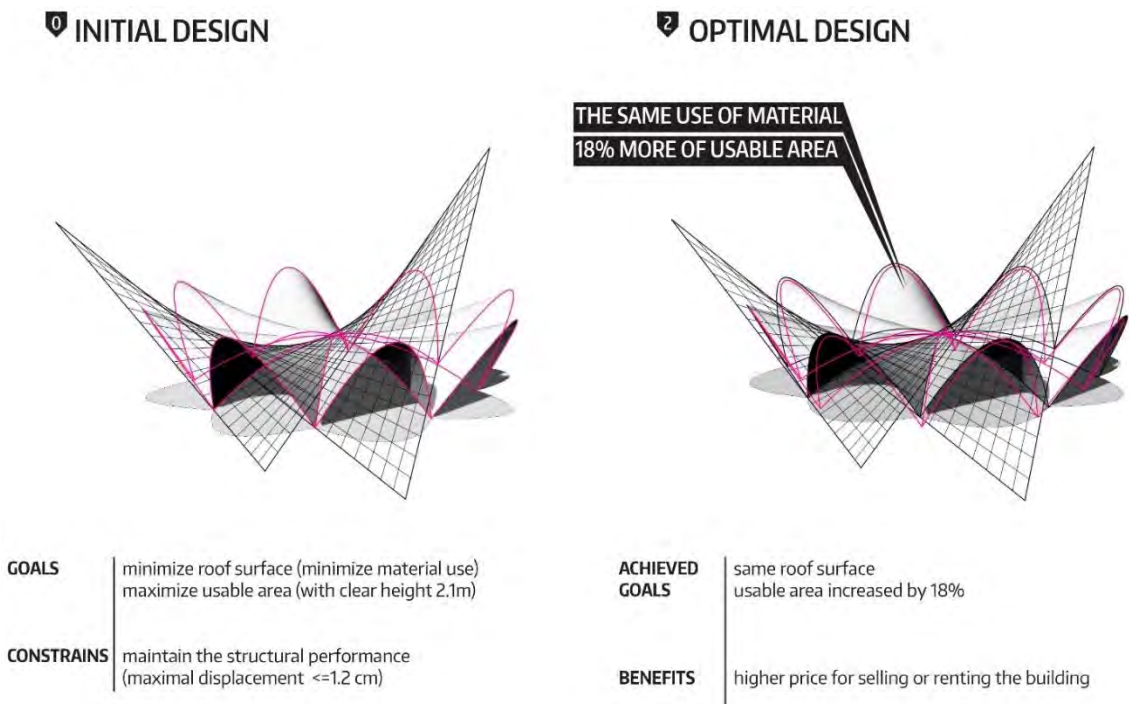 0 INITIAL DESIGN
2 OPTIMAL DESIGN
THE SAME USE OF MATERIAL
18% MORE OF USABLE AREA
GOALS
minimize roof surface (minimize material use)
maximize usable area (with clear height 2.1m)
CONSTRAINS
maintain the structural performance
(maximal displacement <=1.2 cm)
ACHIEVED
GOALS
same roof surface
usable area increased by 18%
BENEFITS
higher price for selling or renting the building